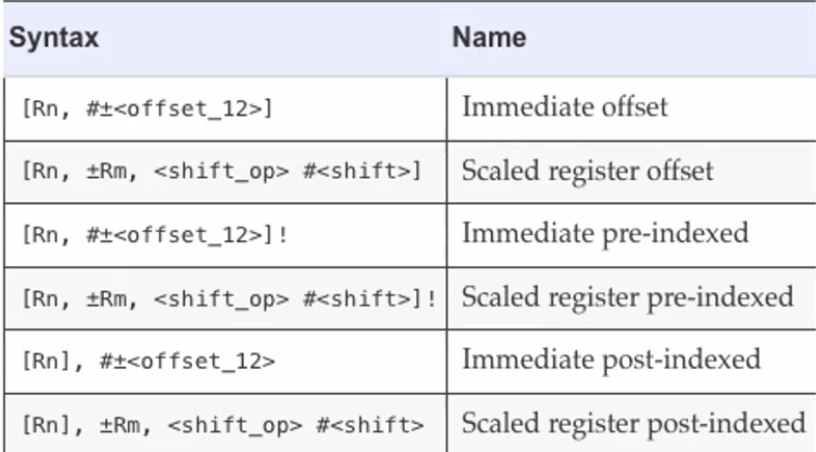 Syntax Name
[Rn, #±<offset_12>] Immediate offset
[Rn, ±Rm, <shift_op> #<shift>] Scaled register offset
[Rn, #±<offset_12>]! Immediate pre-indexed
[Rn, ±Rm, <shift_op> #<shift>]! Scaled register pre-indexed
[Rn], #±<offset_12> Immediate post-indexed
[Rn], ±Rm, <shift_op> #<shift> Scaled register post-indexed